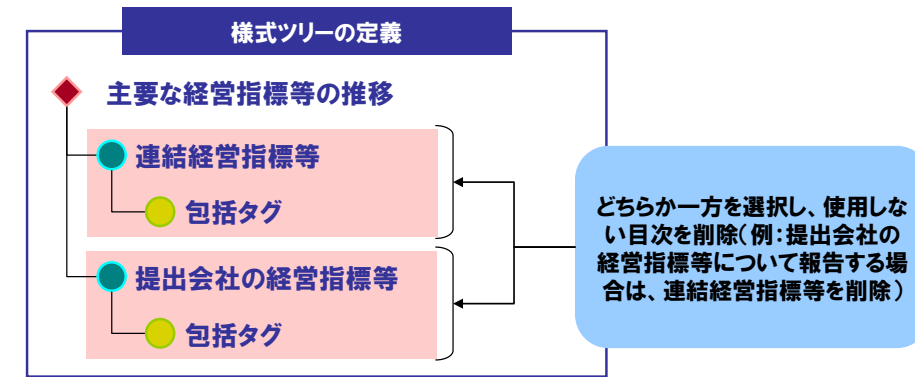 様式ツリーの定義
主要な経営指標等の推移
連結経営指標等
包括タグ
提出会社の経営指標等
包括タグ
どちらか一方を選択し、使用しな
い目次を削除(例:提出会社の
経営指標等について報告する場
合は、連結経営指標等を削除)